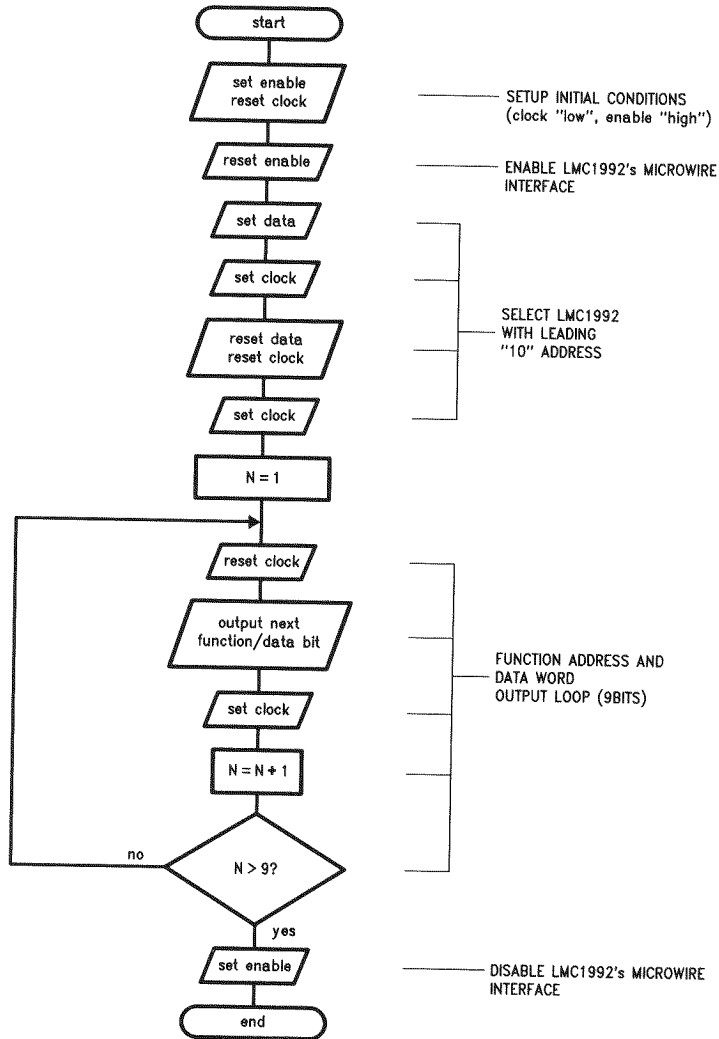 start
set enable
reset clock
SETUP INITIAL CONDITIONS
(clock "low", enable "high")
reset enable
ENABLE LMC1992's MICROWIRE
INTERFACE
set data
set clock
SELECT LMC1992
WITH LEADING
"10" ADDRESS
reset data
reset clock
set clock
N = 1
reset clock
output next
function/data bit
FUNCTION ADDRESS AND
DATA WORD
OUTPUT LOOP (9BITS)
set clock
N = N + 1
no
N > 9?
yes
set enable
DISABLE LMC1992's MICROWIRE
INTERFACE
end